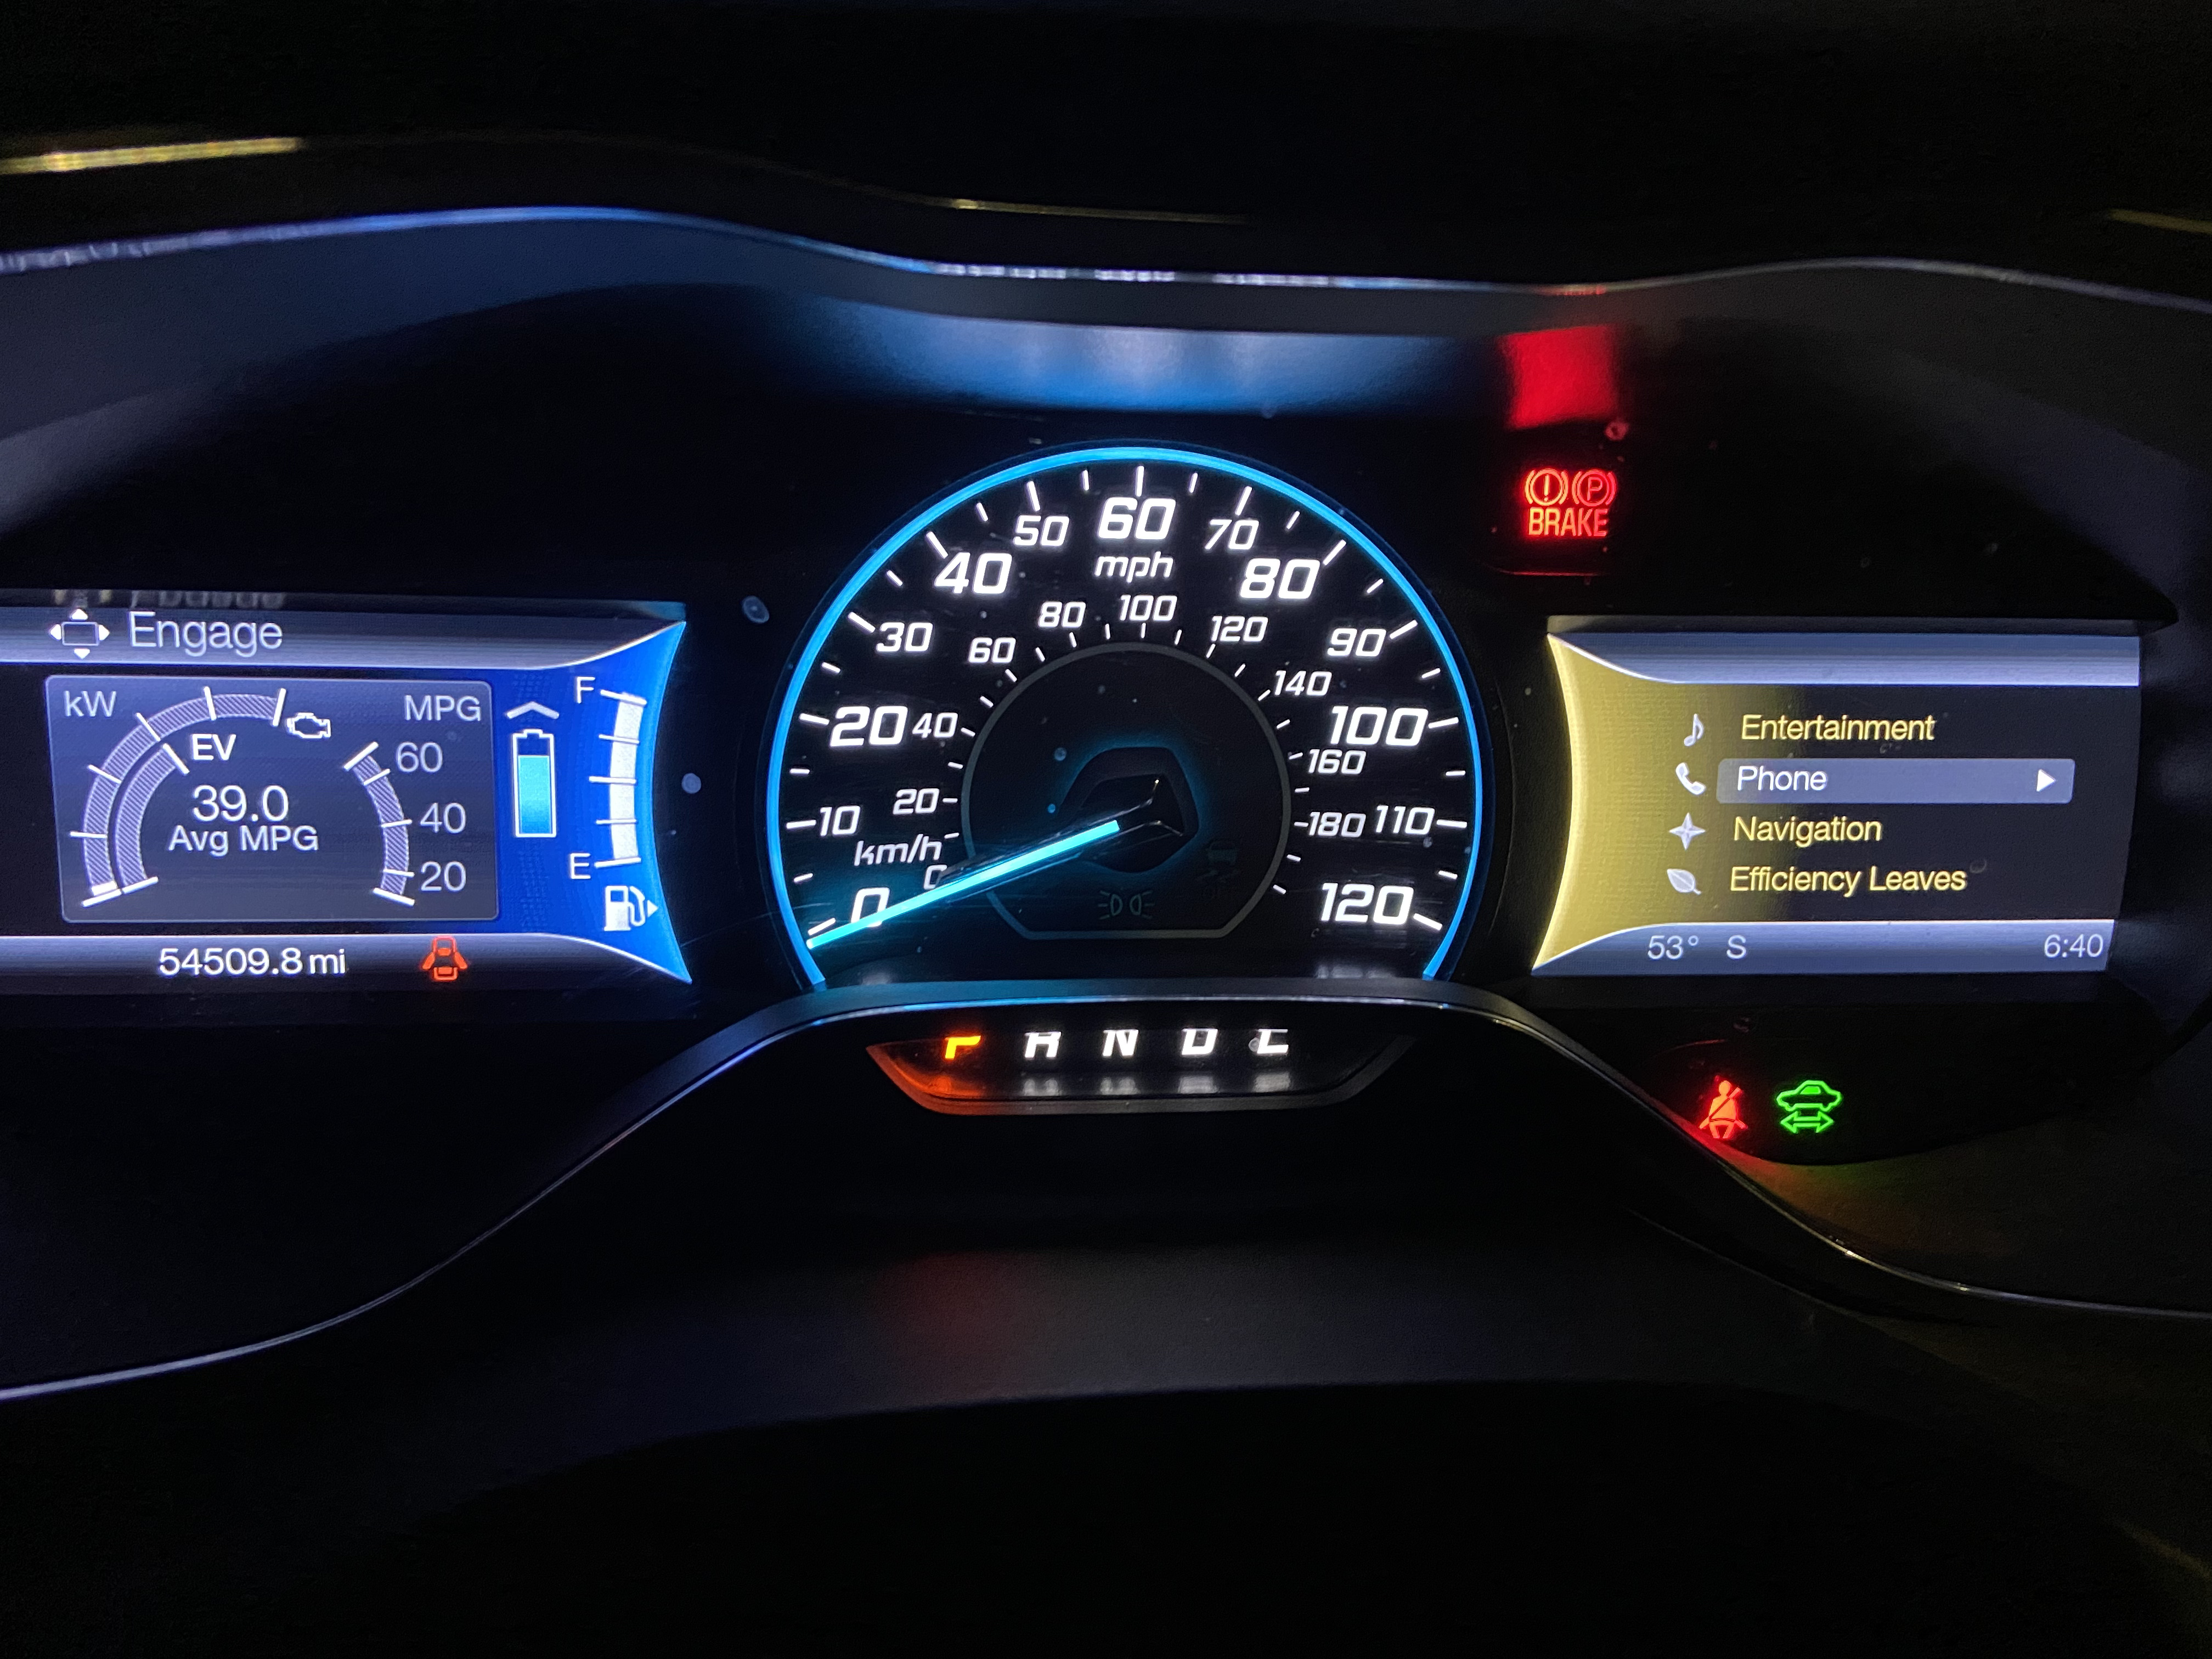 Engage
kW
MPG
EV
39.0
Avg MPG
60
40
20
F
E
54509.8 mi
0
10
20
30
40
50
60
70
80
90
100
110
120
mph
km/h
0
20
40
60
80
100
120
140
160
180
P R N D L
(!) (P)
BRAKE
Entertainment
Phone
Navigation
Efficiency Leaves
53° S 6:40